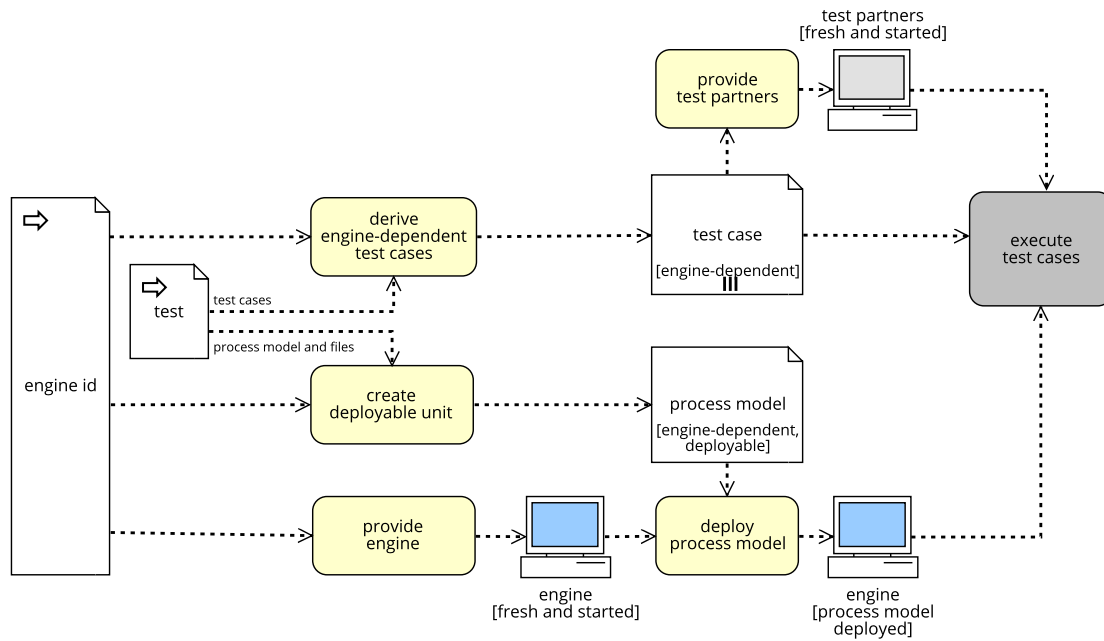 test partners
[fresh and started]
provide
test partners
derive
engine-dependent
test cases
test case
[engine-dependent]
execute
test cases
test
test cases
process model and files
engine id
create
deployable unit
process model
[engine-dependent,
deployable]
provide
engine
engine
[fresh and started]
deploy
process model
engine
[process model
deployed]